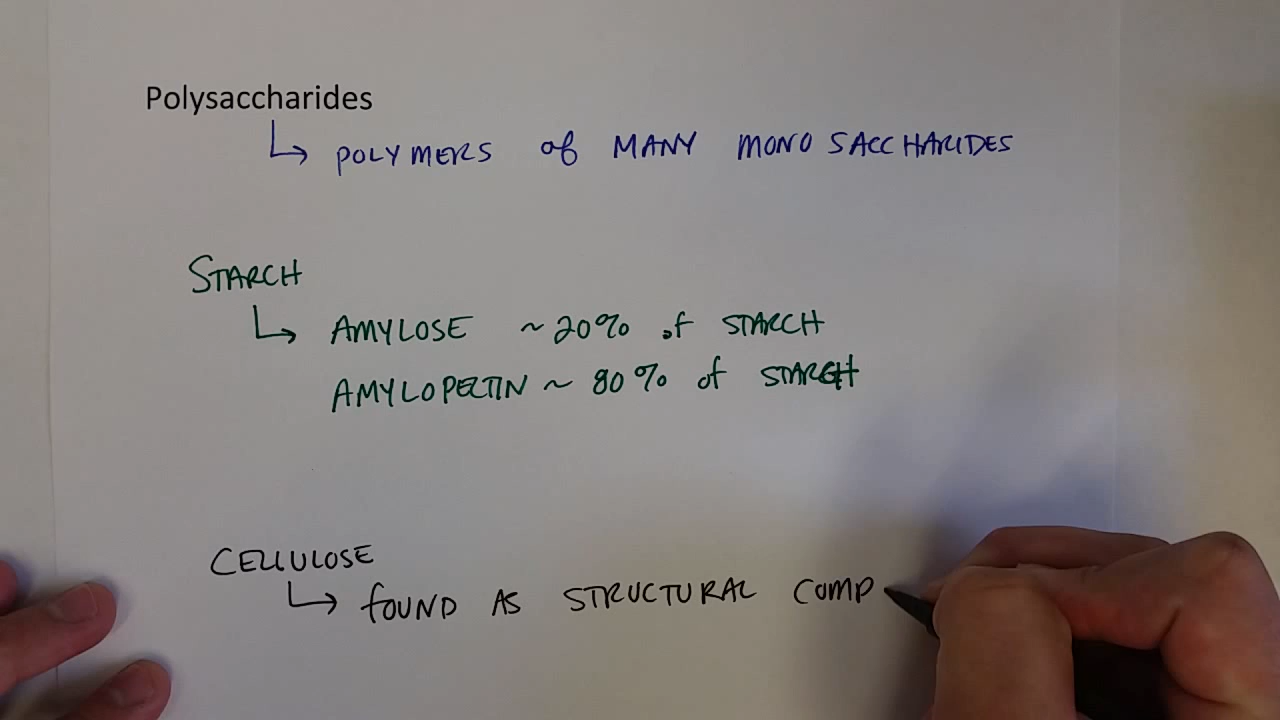 Polysaccharides
↳ POLYMERS of MANY MONOSACCHARIDES
STARCH
↳ AMYLOSE ~20% of STARCH
AMYLOPECTIN ~ 80% of STARCH
CELLULOSE
↳ FOUND AS STRUCTURAL COMP